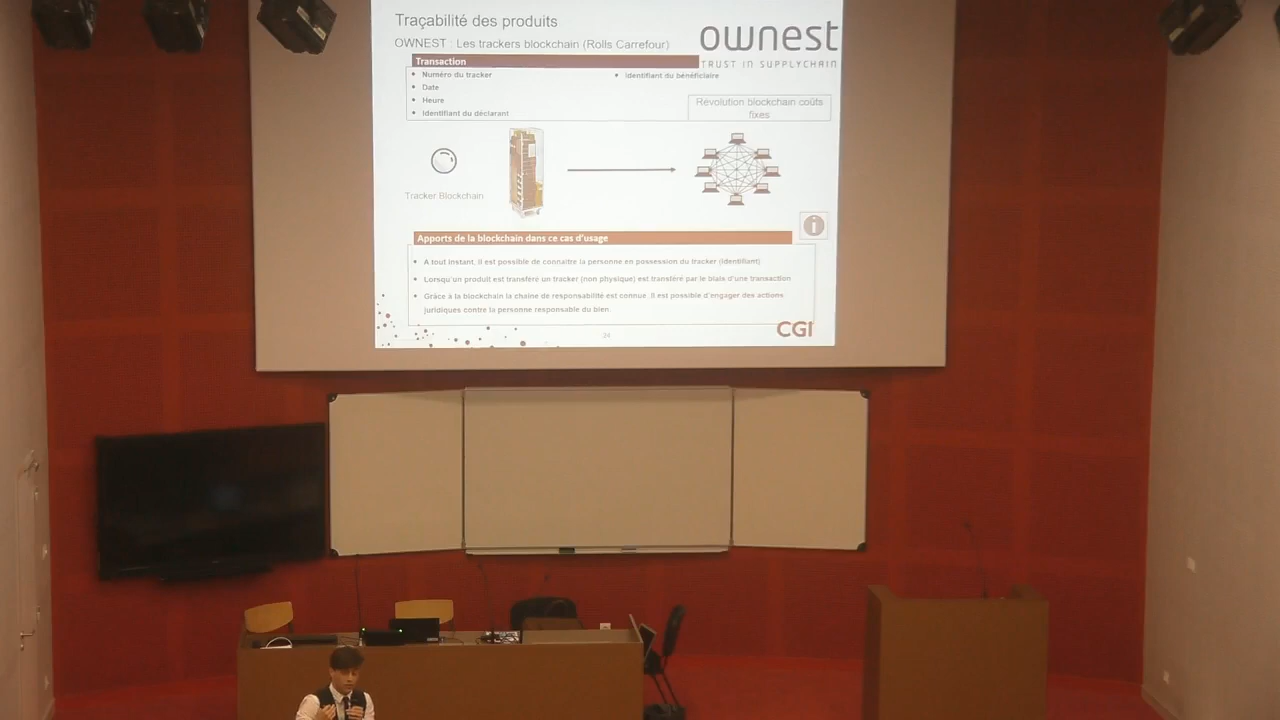 Traçabilité des produits
OWNEST : Les trackers blockchain (Rolls Carrefour)
ownest
TRUST IN SUPPLYCHAIN
Transaction
• Numéro du tracker
• Date
• Heure
• Identifiant du déclarant
• Identifiant du bénéficiaire
Révolution blockchain coûts
fixes
Tracker Blockchain
i
Apports de la blockchain dans ce cas d'usage
• A tout instant, il est possible de connaitre la personne en possession du tracker (identifiant)
• Lorsqu'un produit est transféré un tracker (non physique) est transféré par le biais d'une transaction
• Grâce à la blockchain la chaine de responsabilité est connue. Il est possible d'engager des actions
juridiques contre la personne responsable du bien.
34
CGI